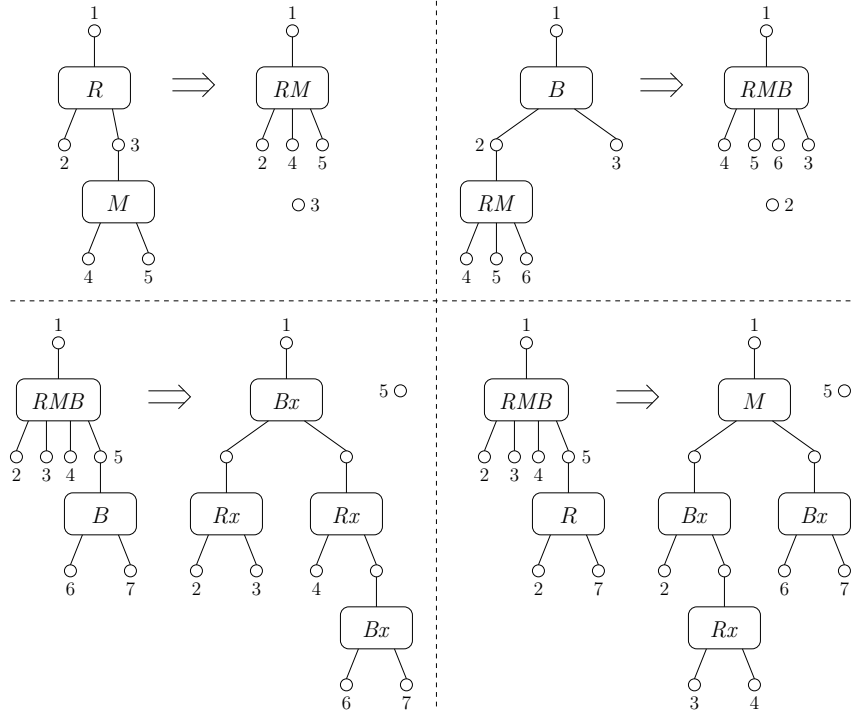 1 1
R RM
2 3 2 4 5
M 3
4 5
1 1
B RMB
2 3 4 5 6 3
RM 2
4 5 6
1 1
RMB Bx 5
2 3 4 5
B Rx Rx
6 7 2 3 4
Bx
6 7
1 1
RMB M 5
2 3 4 5
R Bx Bx
2 7 2 6 7
Rx
3 4